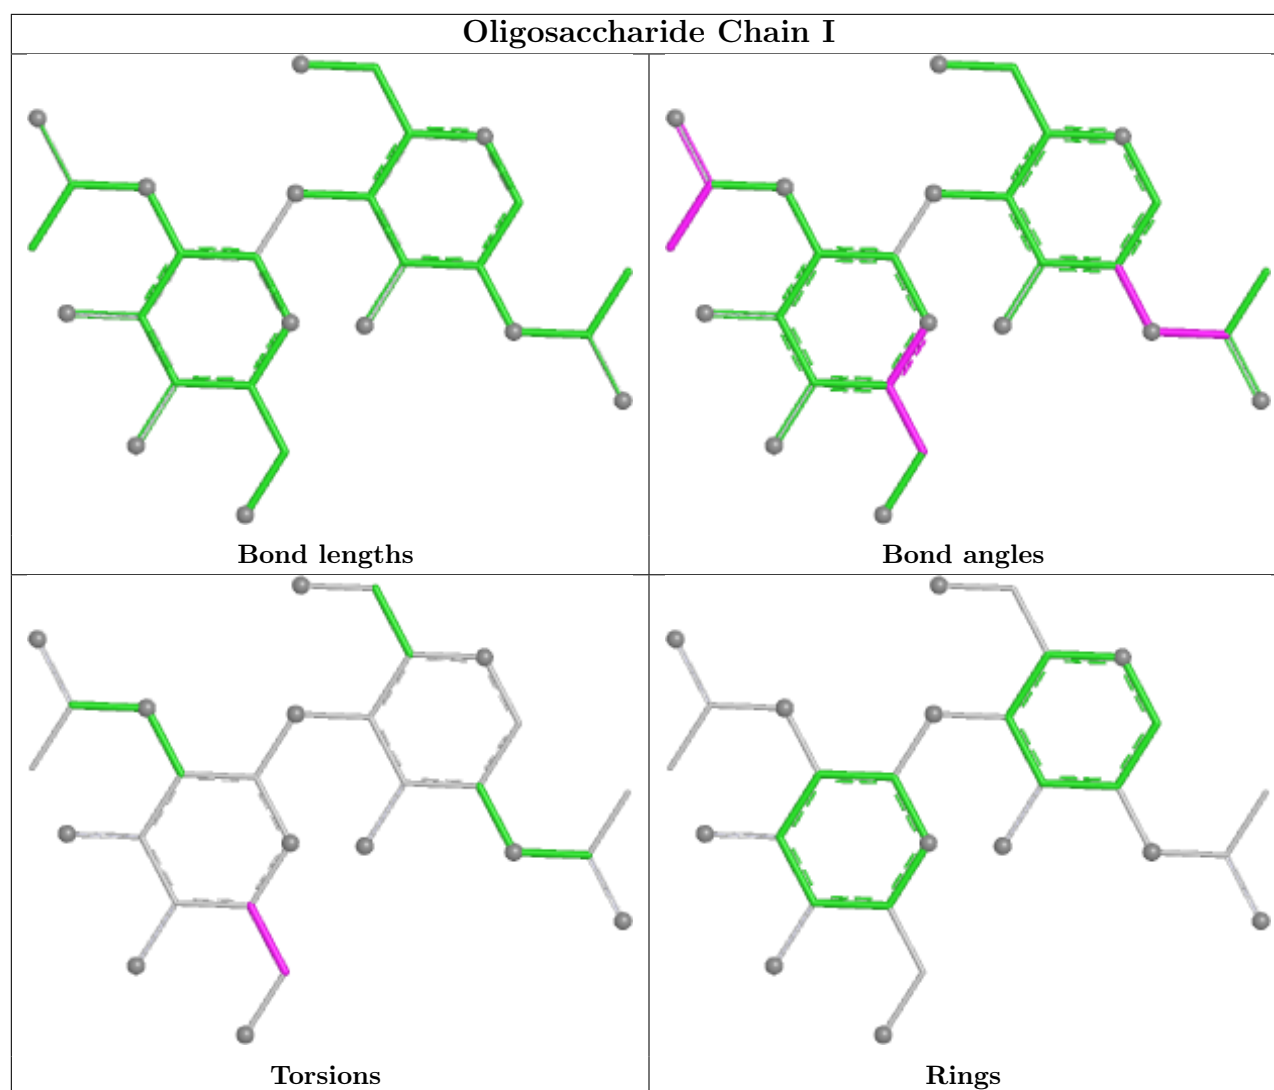 Oligosaccharide Chain I
Bond lengths
Bond angles
Torsions
Rings